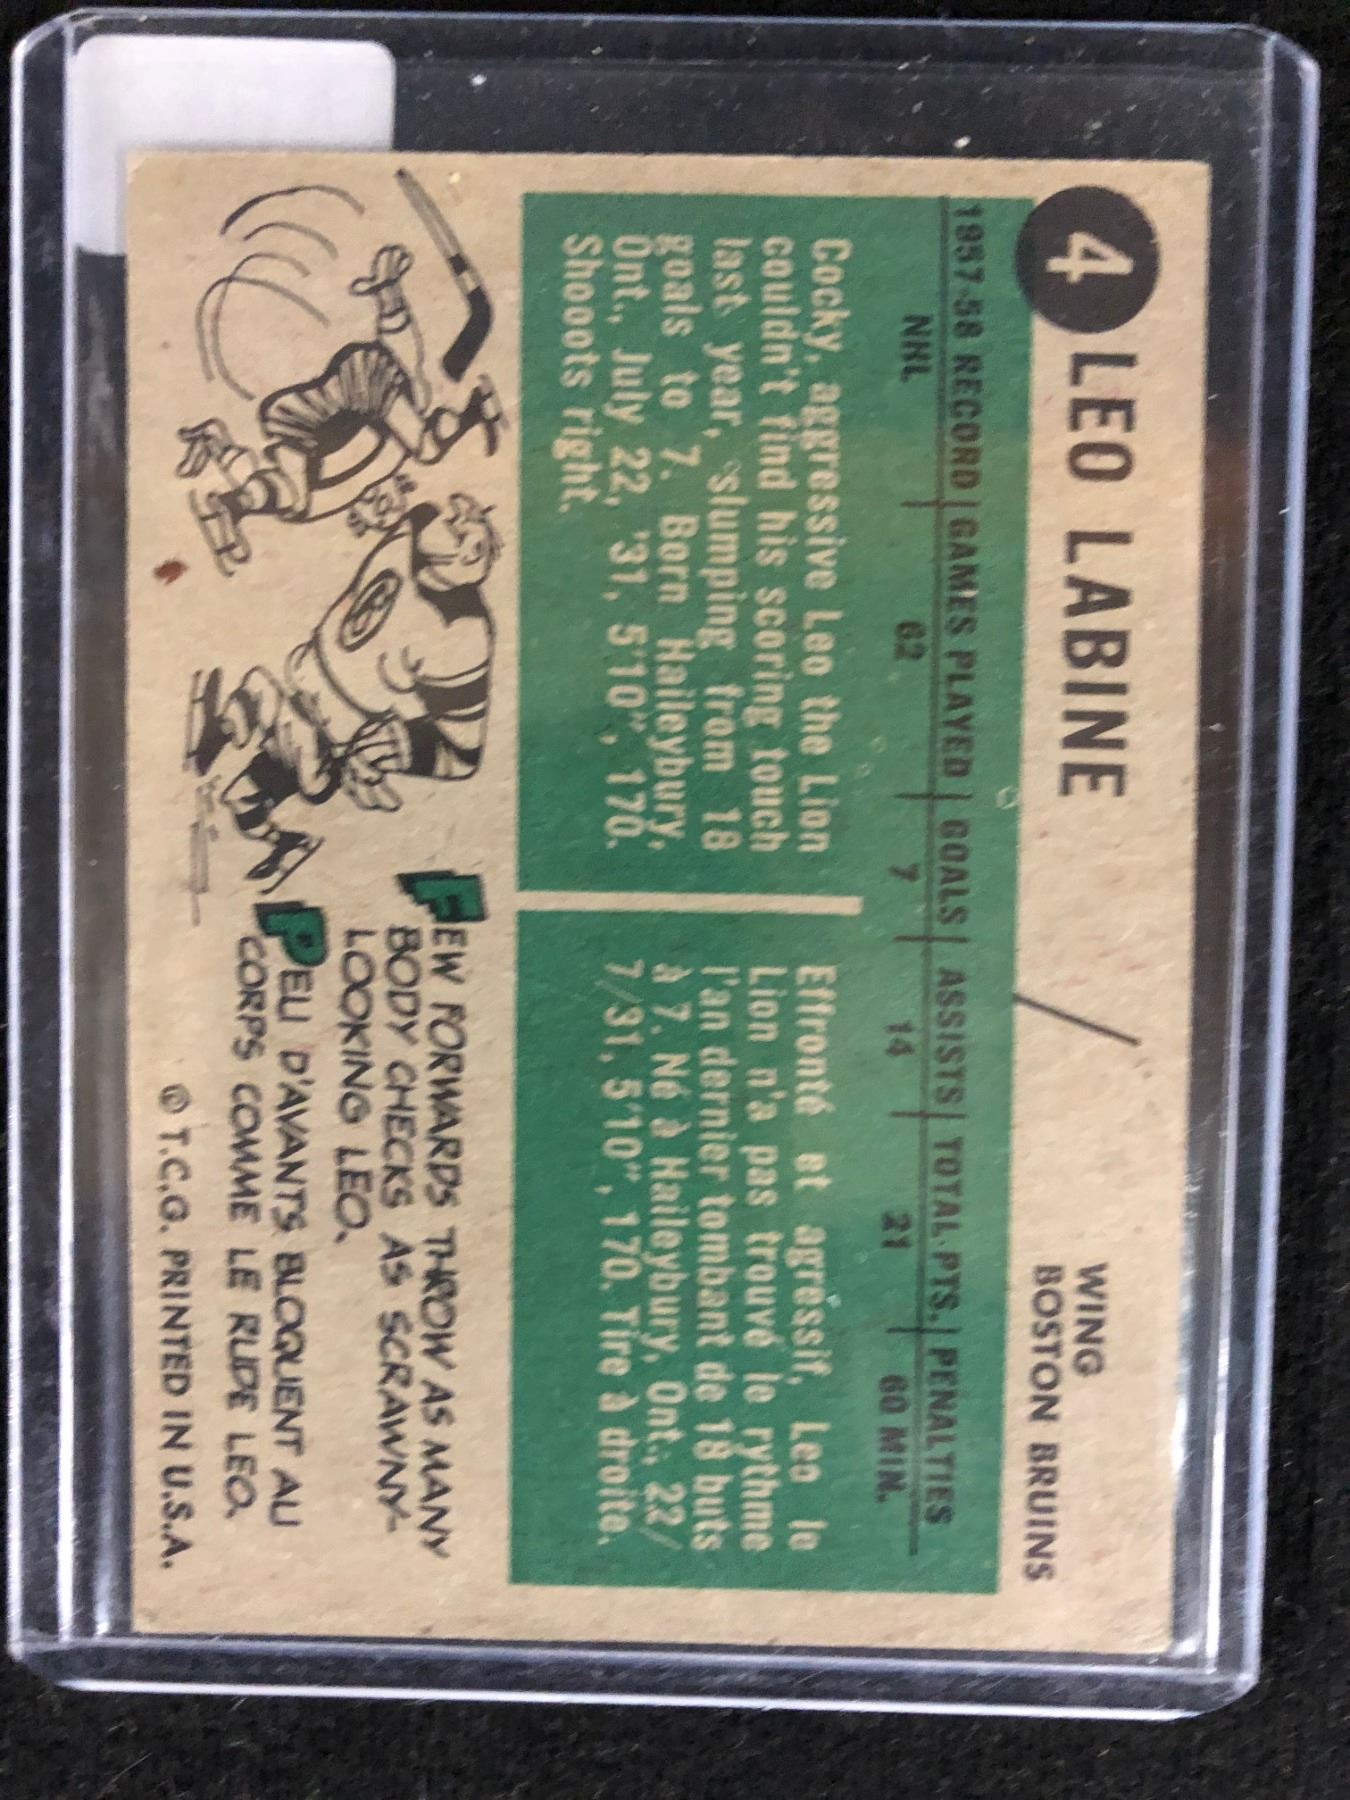 4 LEO LABINE
WING
BOSTON BRUINS
1957-58 RECORD | GAMES PLAYED | GOALS | ASSISTS | TOTAL PTS. | PENALTIES
NHL 62 7 14 21 60 MIN.
Cocky, aggressive Leo the Lion
couldn't find his scoring touch
last year, slumping from 18
goals to 7. Born Haileybury,
Ont., July 22, '31, 5'10", 170.
Shoots right.
Effronté et agressif, Leo le
Lion n'a pas trouvé le rythme
l'an dernier tombant de 18 buts
à 7. Né à Haileybury, Ont., 22/
7/31, 5'10", 170. Tire à droite.
FEW FORWARDS THROW AS MANY
BODY CHECKS AS SCRAWNY-
LOOKING LEO.
PEU D'AVANTS BLOQUENT AU
CORPS COMME LE RUDE LEO.
© T.C.G. PRINTED IN U.S.A.